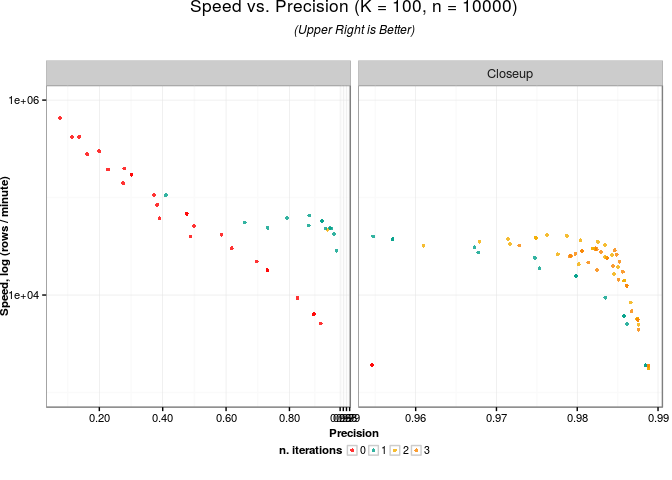 Speed vs. Precision (K = 100, n = 10000)
(Upper Right is Better)
Closeup
Speed, log (rows / minute)
1e+06
1e+04
0.20 0.40 0.60 0.80
0.96 0.97 0.98 0.99
Precision
n. iterations 0 1 2 3